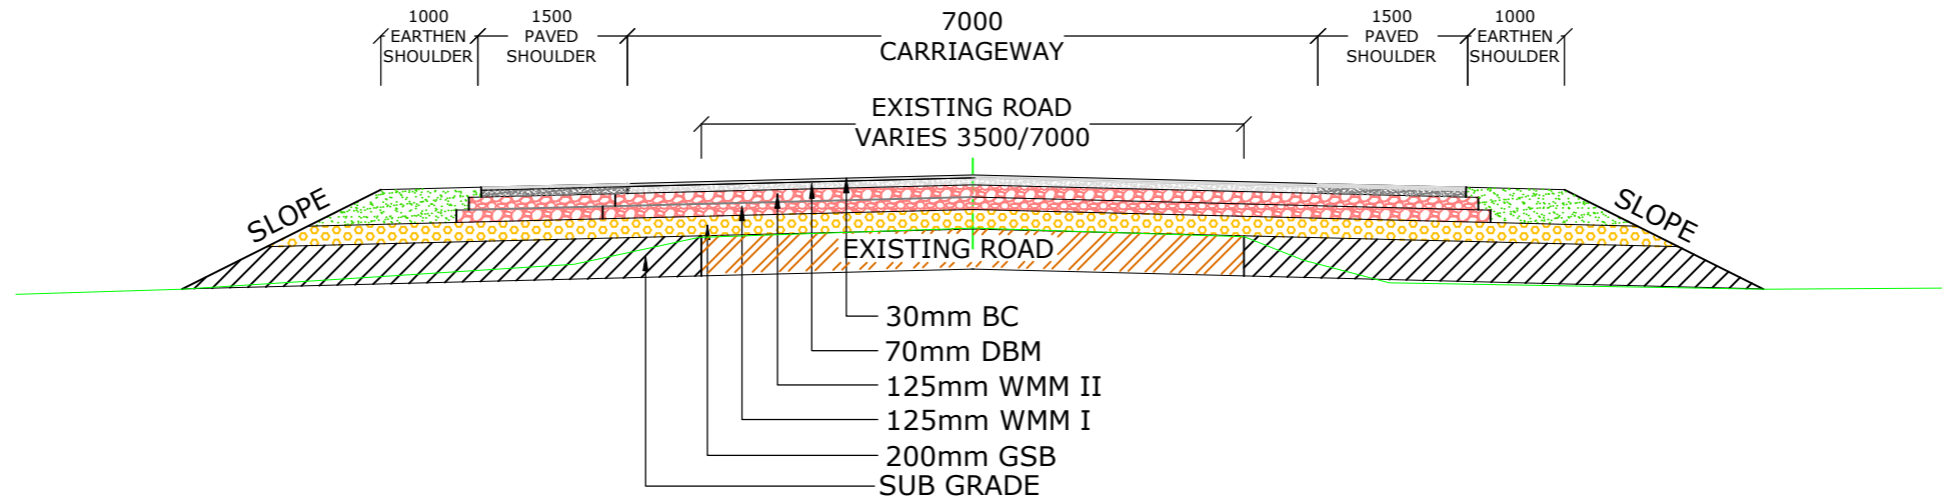 1000
EARTHEN
SHOULDER
1500
PAVED
SHOULDER
7000
CARRIAGEWAY
1500
PAVED
SHOULDER
1000
EARTHEN
SHOULDER
EXISTING ROAD
VARIES 3500/7000
SLOPE
SLOPE
EXISTING ROAD
30mm BC
70mm DBM
125mm WMM II
125mm WMM I
200mm GSB
SUB GRADE